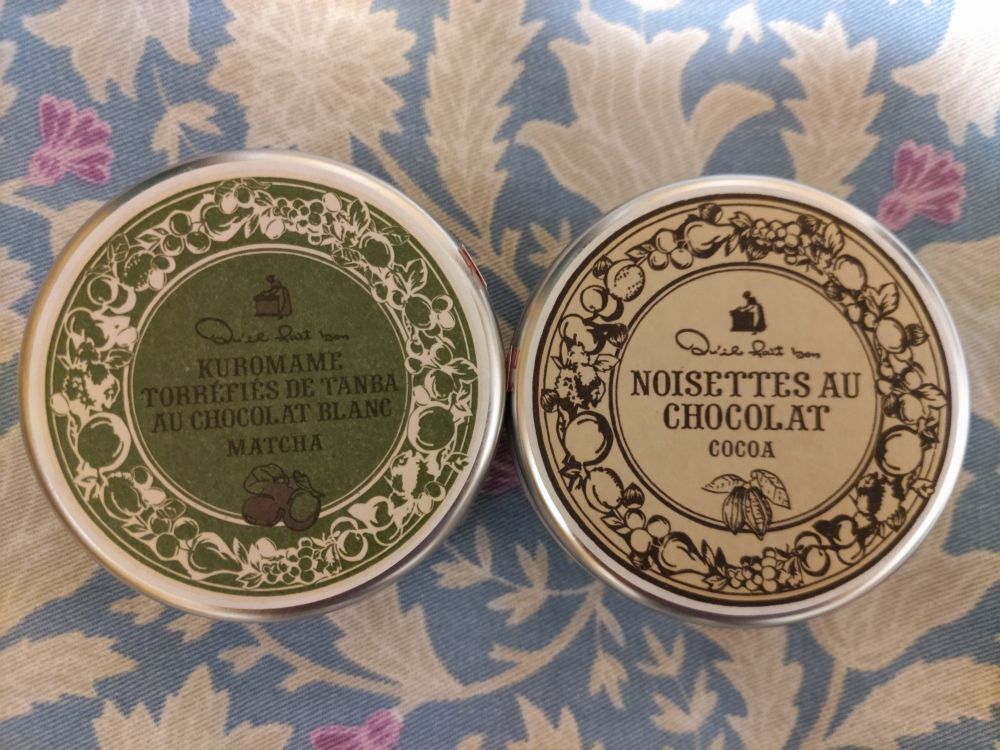 Qu'il fait bon
KUROMAME
TORRÉFIÉS DE TANBA
AU CHOCOLAT BLANC
MATCHA
Qu'il fait bon
NOISETTES AU
CHOCOLAT
COCOA